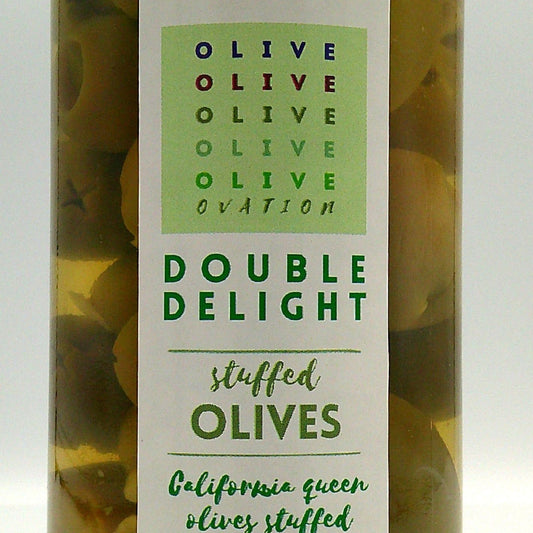 OLIVE
OLIVE
OLIVE
OLIVE
OLIVE
OVATION
DOUBLE
DELIGHT
stuffed
OLIVES
California queen
olives stuffed